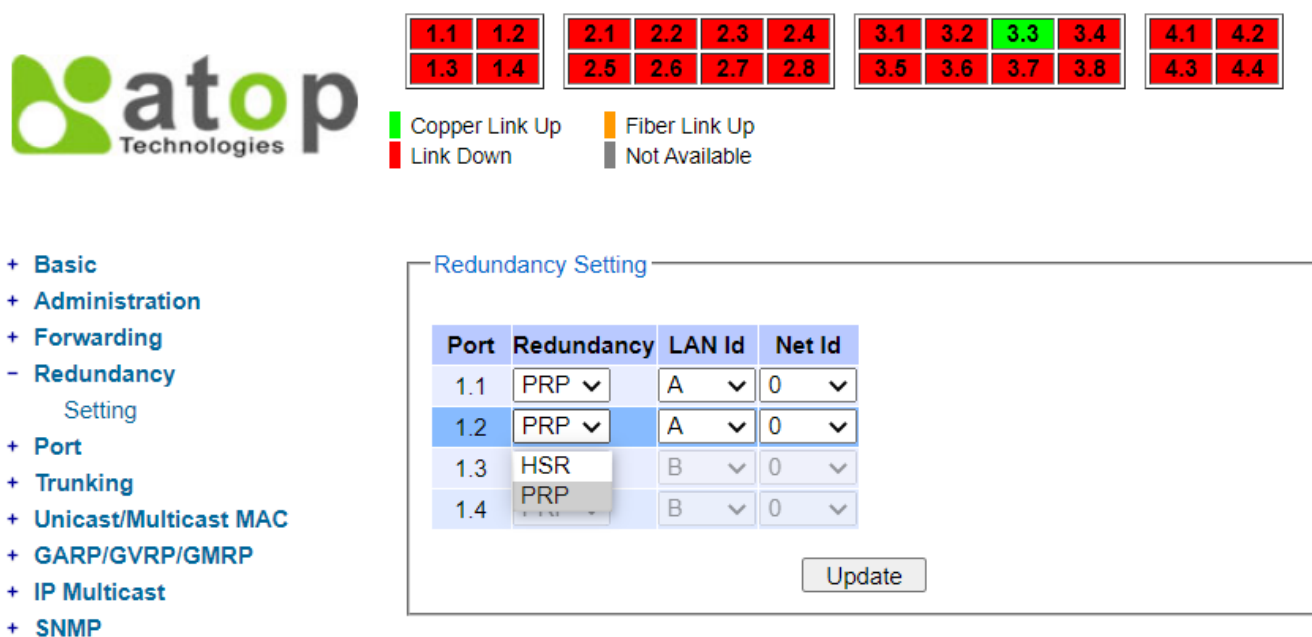 1.1 1.2 2.1 2.2 2.3 2.4 3.1 3.2 3.3 3.4 4.1 4.2
1.3 1.4 2.5 2.6 2.7 2.8 3.5 3.6 3.7 3.8 4.3 4.4
atop
Technologies
Copper Link Up Fiber Link Up
Link Down Not Available
+ Basic
+ Administration
+ Forwarding
- Redundancy
Setting
+ Port
+ Trunking
+ Unicast/Multicast MAC
+ GARP/GVRP/GMRP
+ IP Multicast
+ SNMP
Redundancy Setting
Port Redundancy LAN Id Net Id
1.1 PRP A 0
1.2 PRP A 0
1.3 HSR B 0
PRP
1.4 B 0
Update